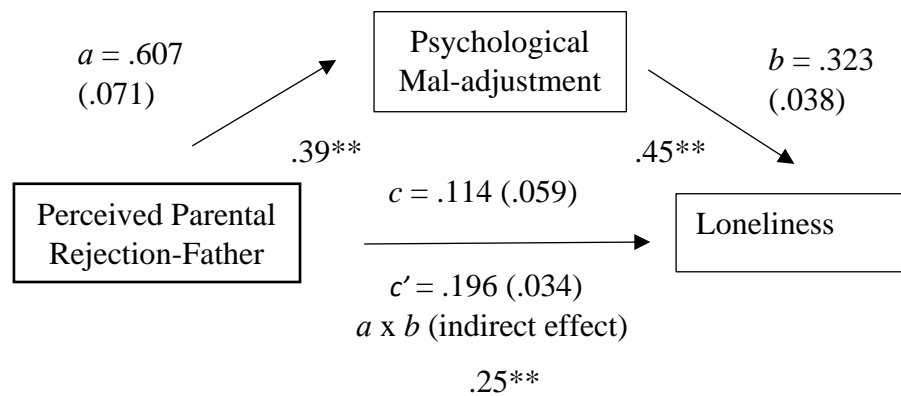 a = .607
(.071)
Psychological
Mal-adjustment
b = .323
(.038)
.39**
.45**
Perceived Parental
Rejection-Father
c = .114 (.059)
Loneliness
c′ = .196 (.034)
a x b (indirect effect)
.25**